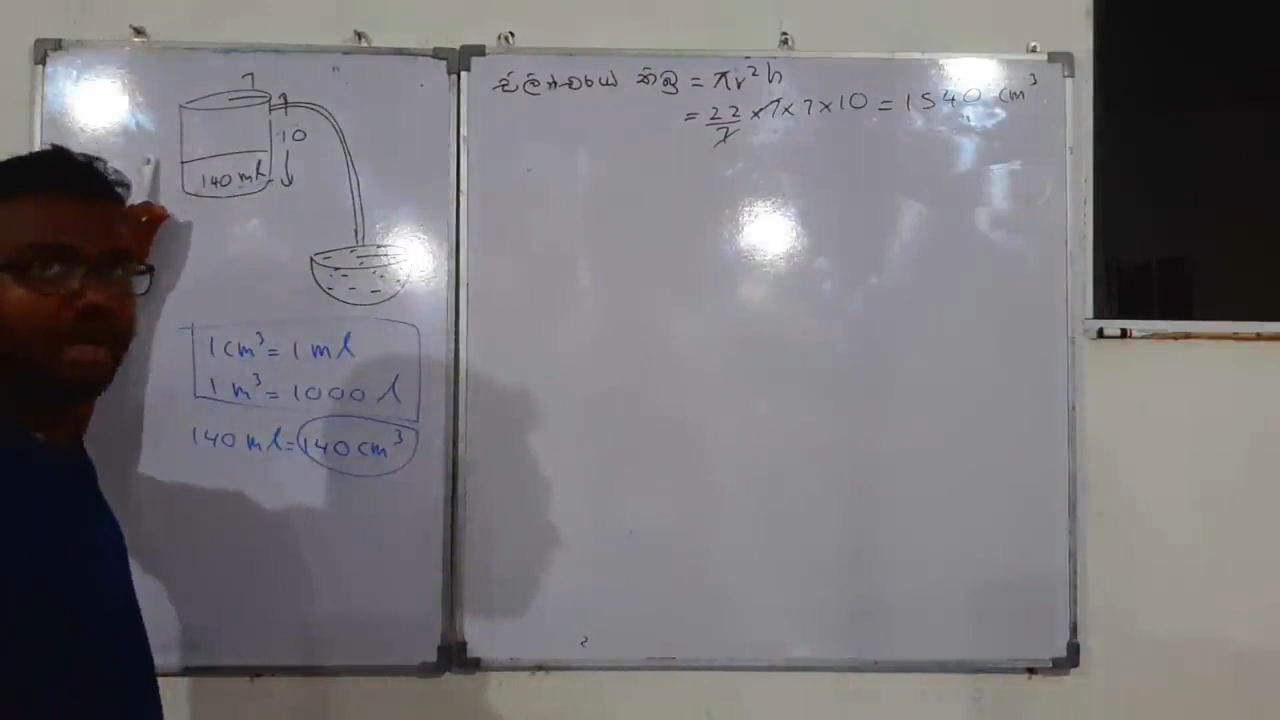 7
10
140 ml
1 cm³ = 1 ml
1 m³ = 1000 l
140 ml = 140 cm³
සිලින්ඩරයේ = πr²h
= 22/7 × 7 × 7 × 10 = 1540 cm³